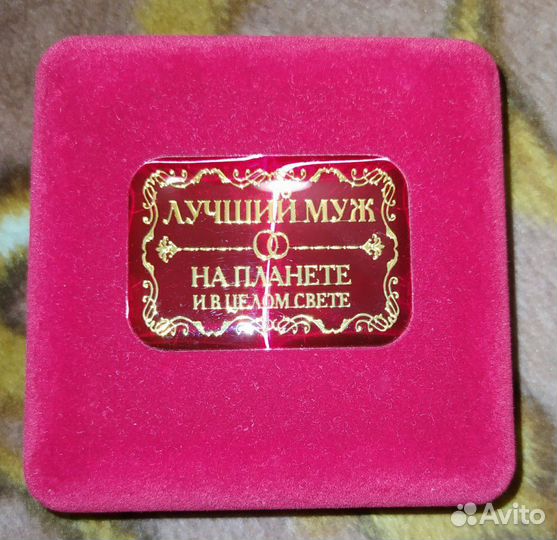 ЛУЧШИЙ МУЖ
НА ПЛАНЕТЕ
И В ЦЕЛОМ СВЕТЕ
Avito